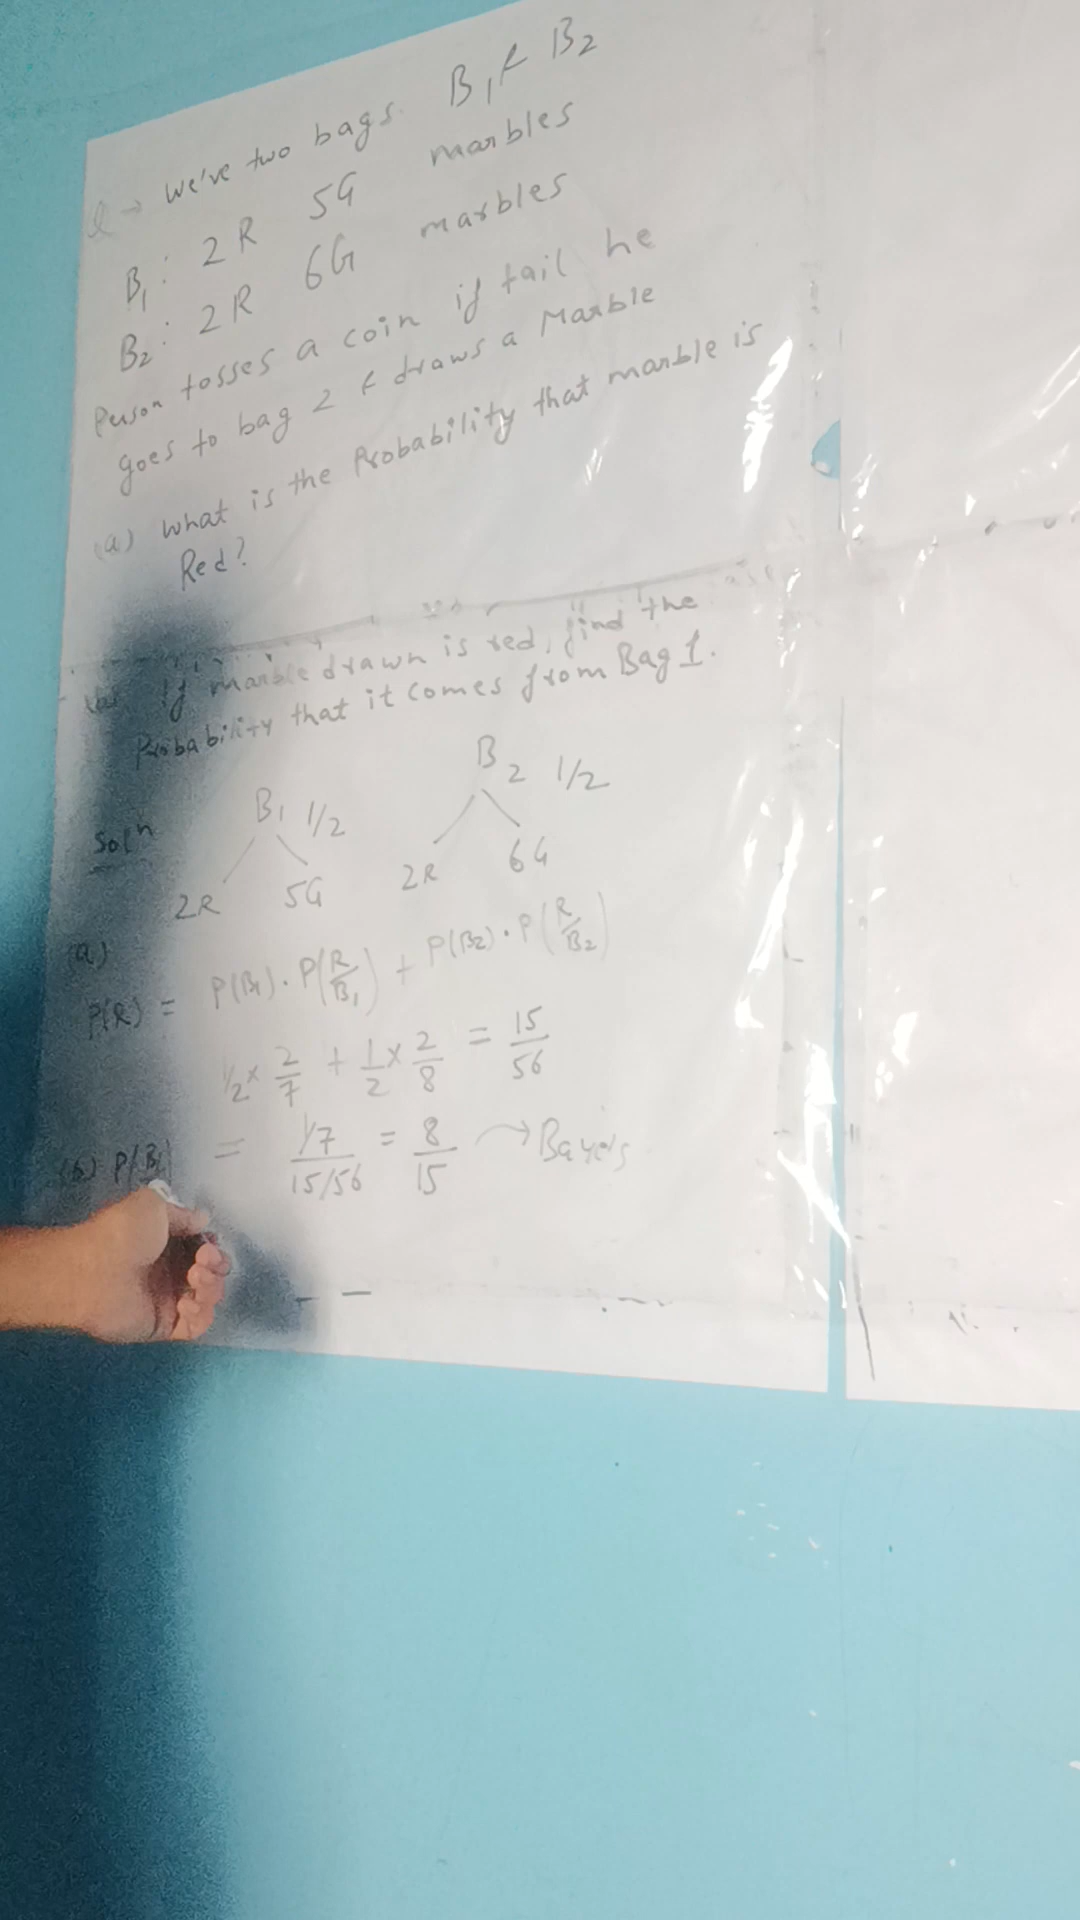 We've two bags. B₁ & B₂
B₁: 2R 5G marbles
B₂: 2R 6G marbles
Person tosses a coin if tail he
goes to bag 2 & draws a Marble
(a) What is the Probability that marble is
Red?
If marble drawn is red, find the
Probability that it comes from Bag 1.
Solⁿ
B₁ 1/2 B₂ 1/2
2R 5G 2R 6G
(a)
P(R) = P(B₁)·P(R/B₁) + P(B₂)·P(R/B₂)
1/2 × 2/7 + 1/2 × 2/8 = 15/56
(b) P(B₁ = 1/7 / 15/56 = 8/15 → Bayes